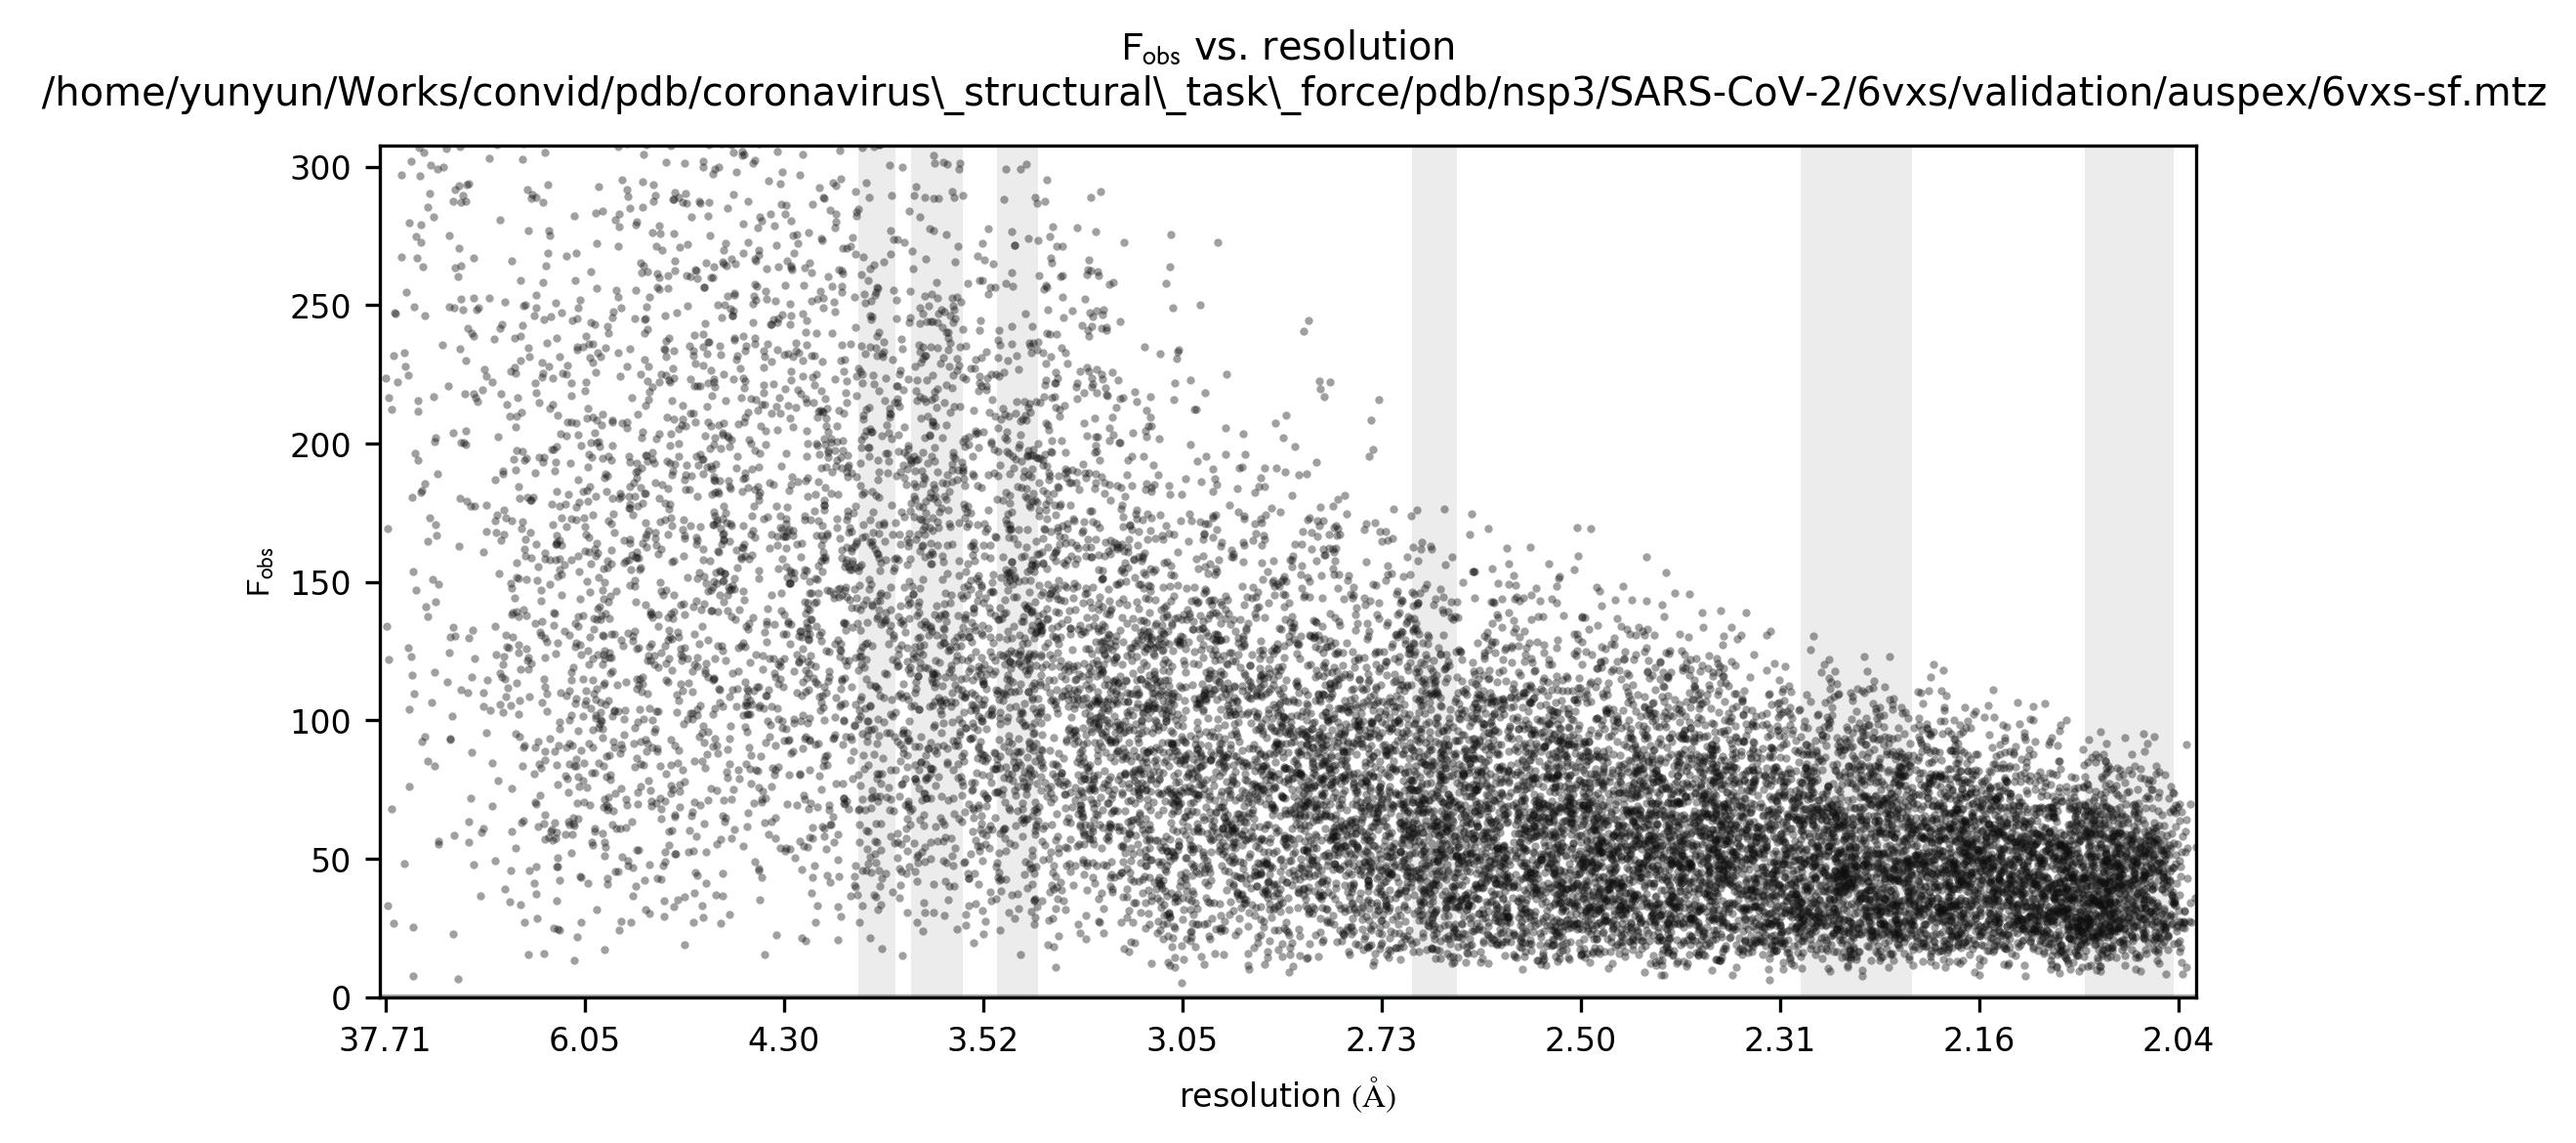 Fobs vs. resolution
/home/yunyun/Works/convid/pdb/coronavirus\_structural\_task\_force/pdb/nsp3/SARS-CoV-2/6vxs/validation/auspex/6vxs-sf.mtz
300
250
200
150
100
50
0
Fobs
37.71 6.05 4.30 3.52 3.05 2.73 2.50 2.31 2.16 2.04
resolution (Å)